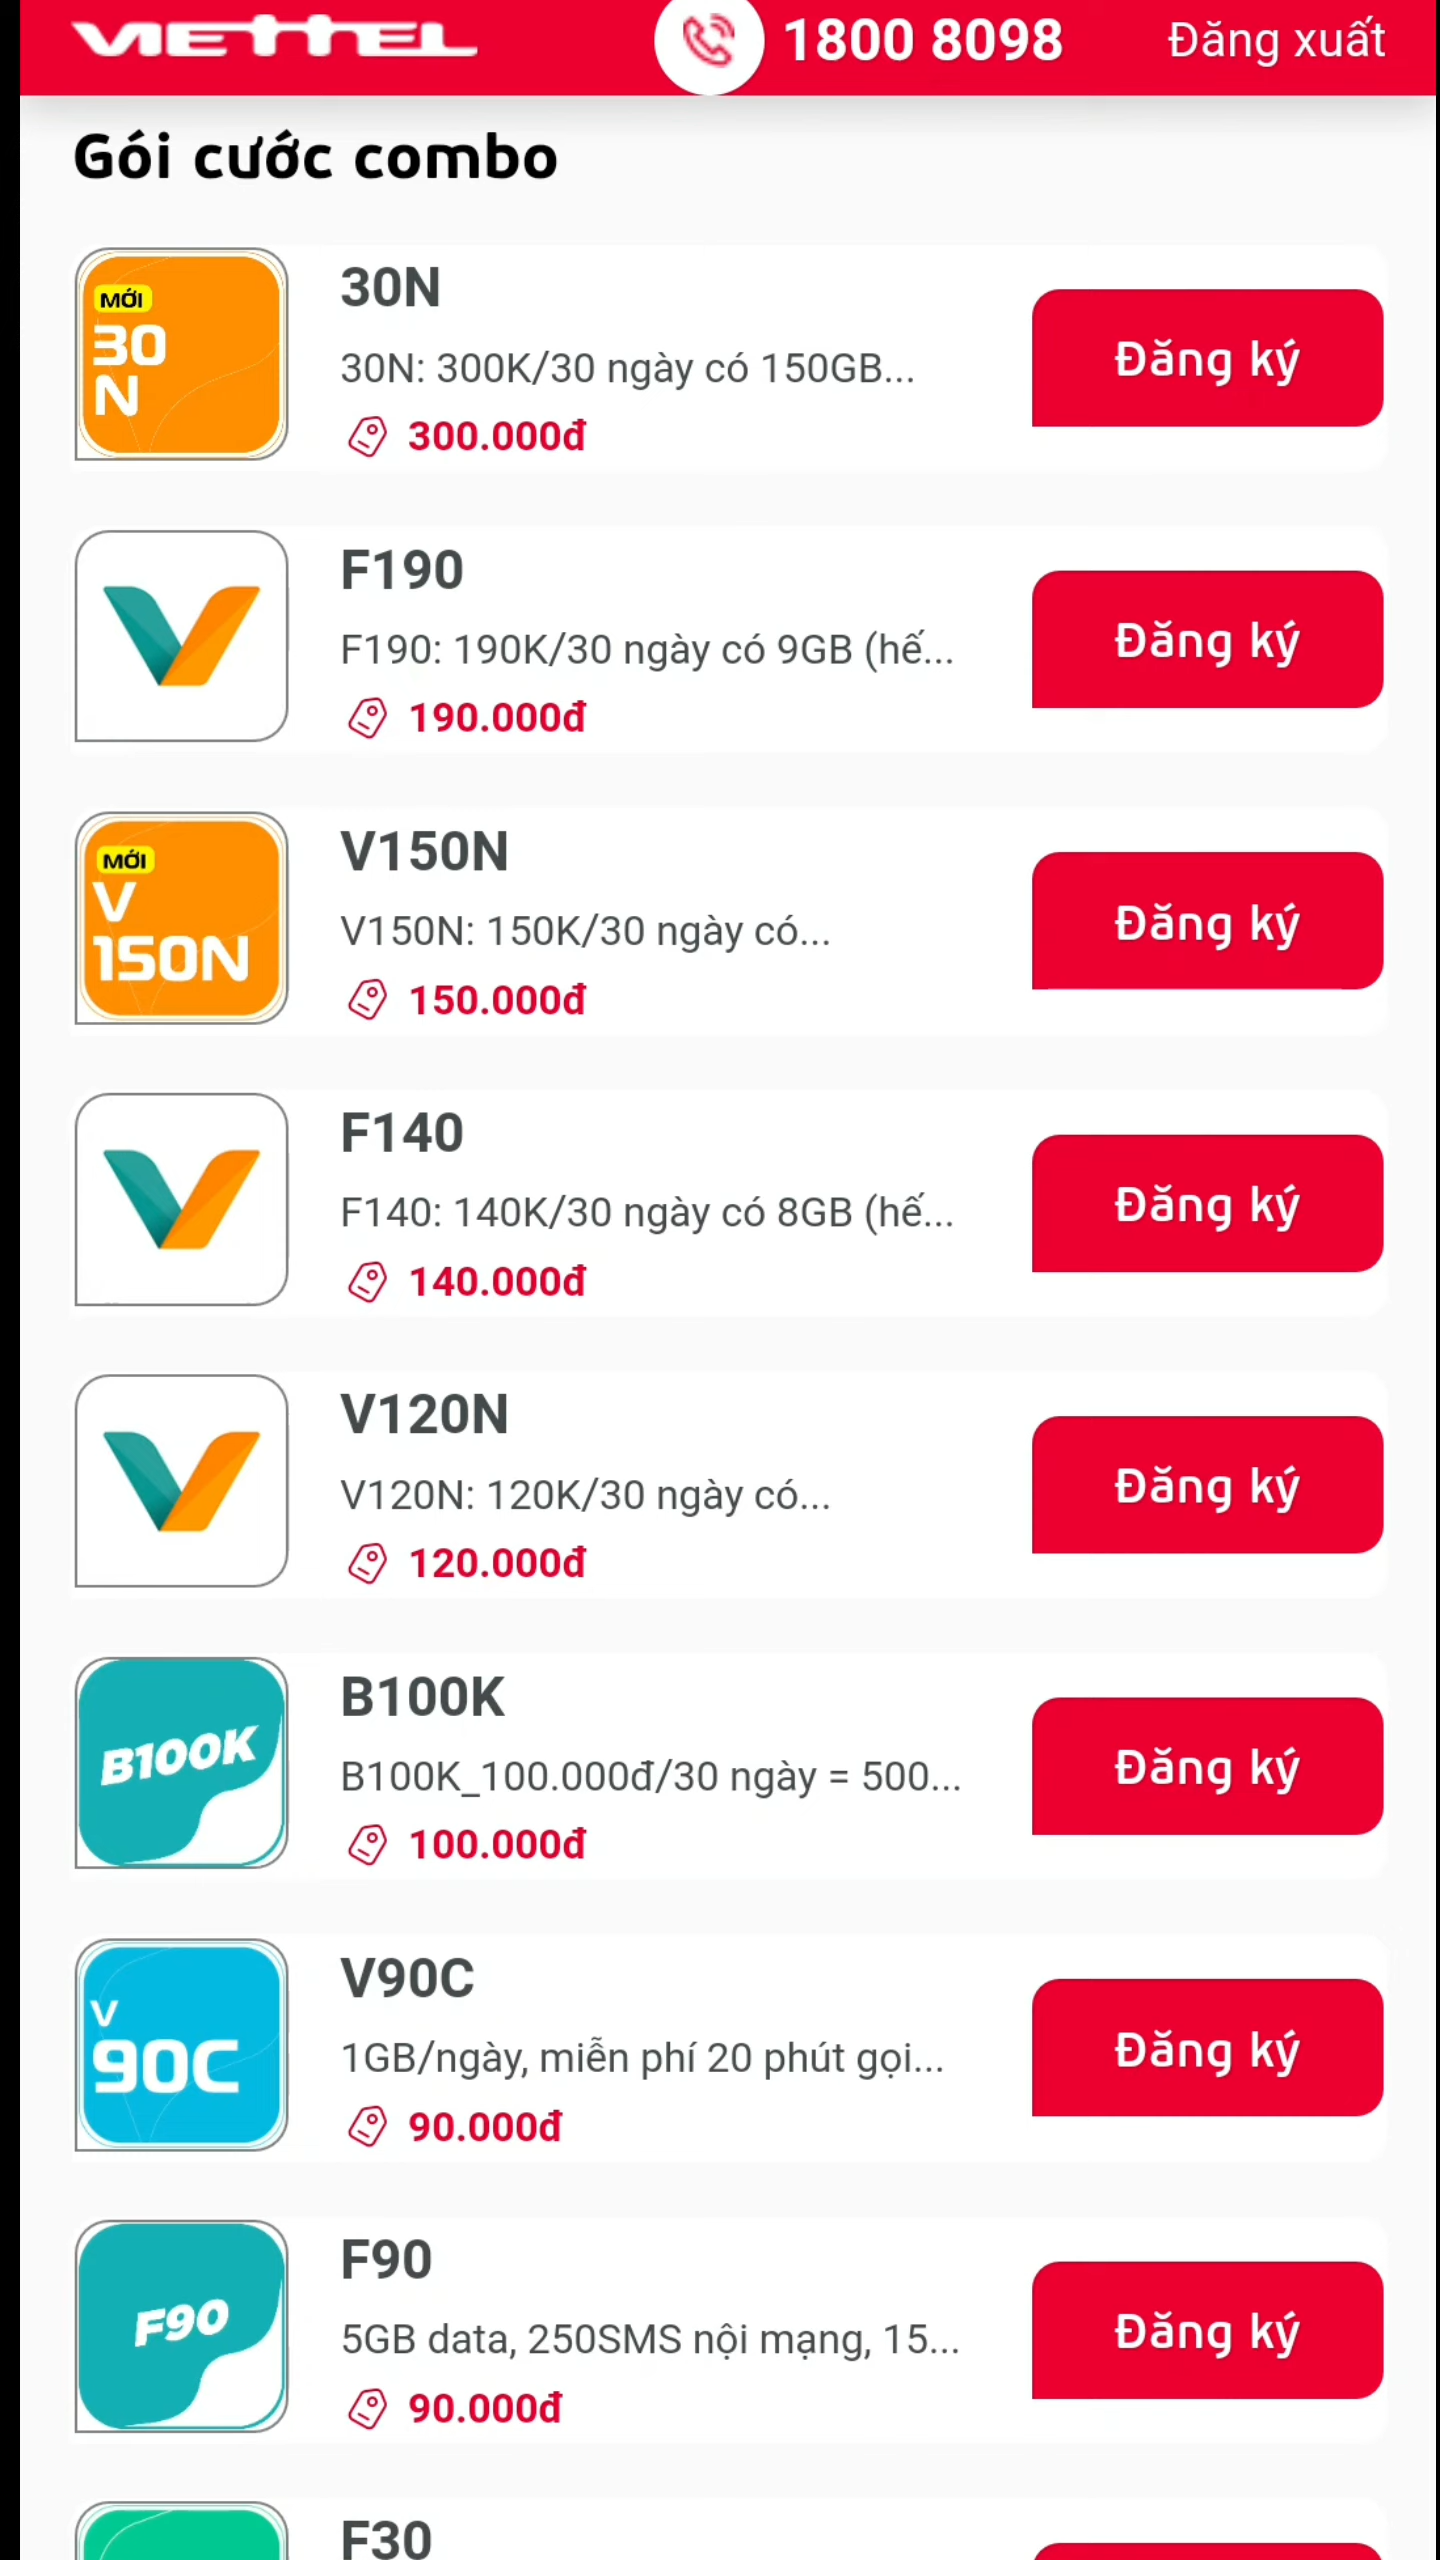 VIETTEL
1800 8098
Đăng xuất
Gói cước combo
MỚI
30
N
30N
30N: 300K/30 ngày có 150GB...
300.000đ
Đăng ký
F190
F190: 190K/30 ngày có 9GB (hế...
190.000đ
Đăng ký
MỚI
V
150N
V150N
V150N: 150K/30 ngày có...
150.000đ
Đăng ký
F140
F140: 140K/30 ngày có 8GB (hế...
140.000đ
Đăng ký
V120N
V120N: 120K/30 ngày có...
120.000đ
Đăng ký
B100K
B100K
B100K_100.000đ/30 ngày = 500...
100.000đ
Đăng ký
V
90C
V90C
1GB/ngày, miễn phí 20 phút gọi...
90.000đ
Đăng ký
F90
F90
5GB data, 250SMS nội mạng, 15...
90.000đ
Đăng ký
F30